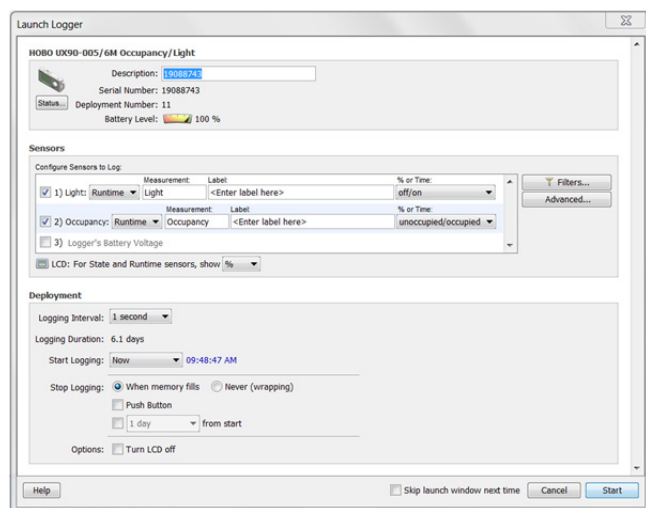 Launch Logger
HOBO UX90-005/6M Occupancy/Light
Description: 19088743
Serial Number: 19088743
Status... Deployment Number: 11
Battery Level: 100 %
Sensors
Configure Sensors to Log:
Measurement: Label: % or Time:
1) Light: Runtime Light <Enter label here> off/on
Filters...
Advanced...
Measurement: Label: % or Time:
2) Occupancy: Runtime Occupancy <Enter label here> unoccupied/occupied
3) Logger's Battery Voltage
LCD: For State and Runtime sensors, show %
Deployment
Logging Interval: 1 second
Logging Duration: 6.1 days
Start Logging: Now 09:48:47 AM
Stop Logging: When memory fills Never (wrapping)
Push Button
1 day from start
Options: Turn LCD off
Help Skip launch window next time Cancel Start